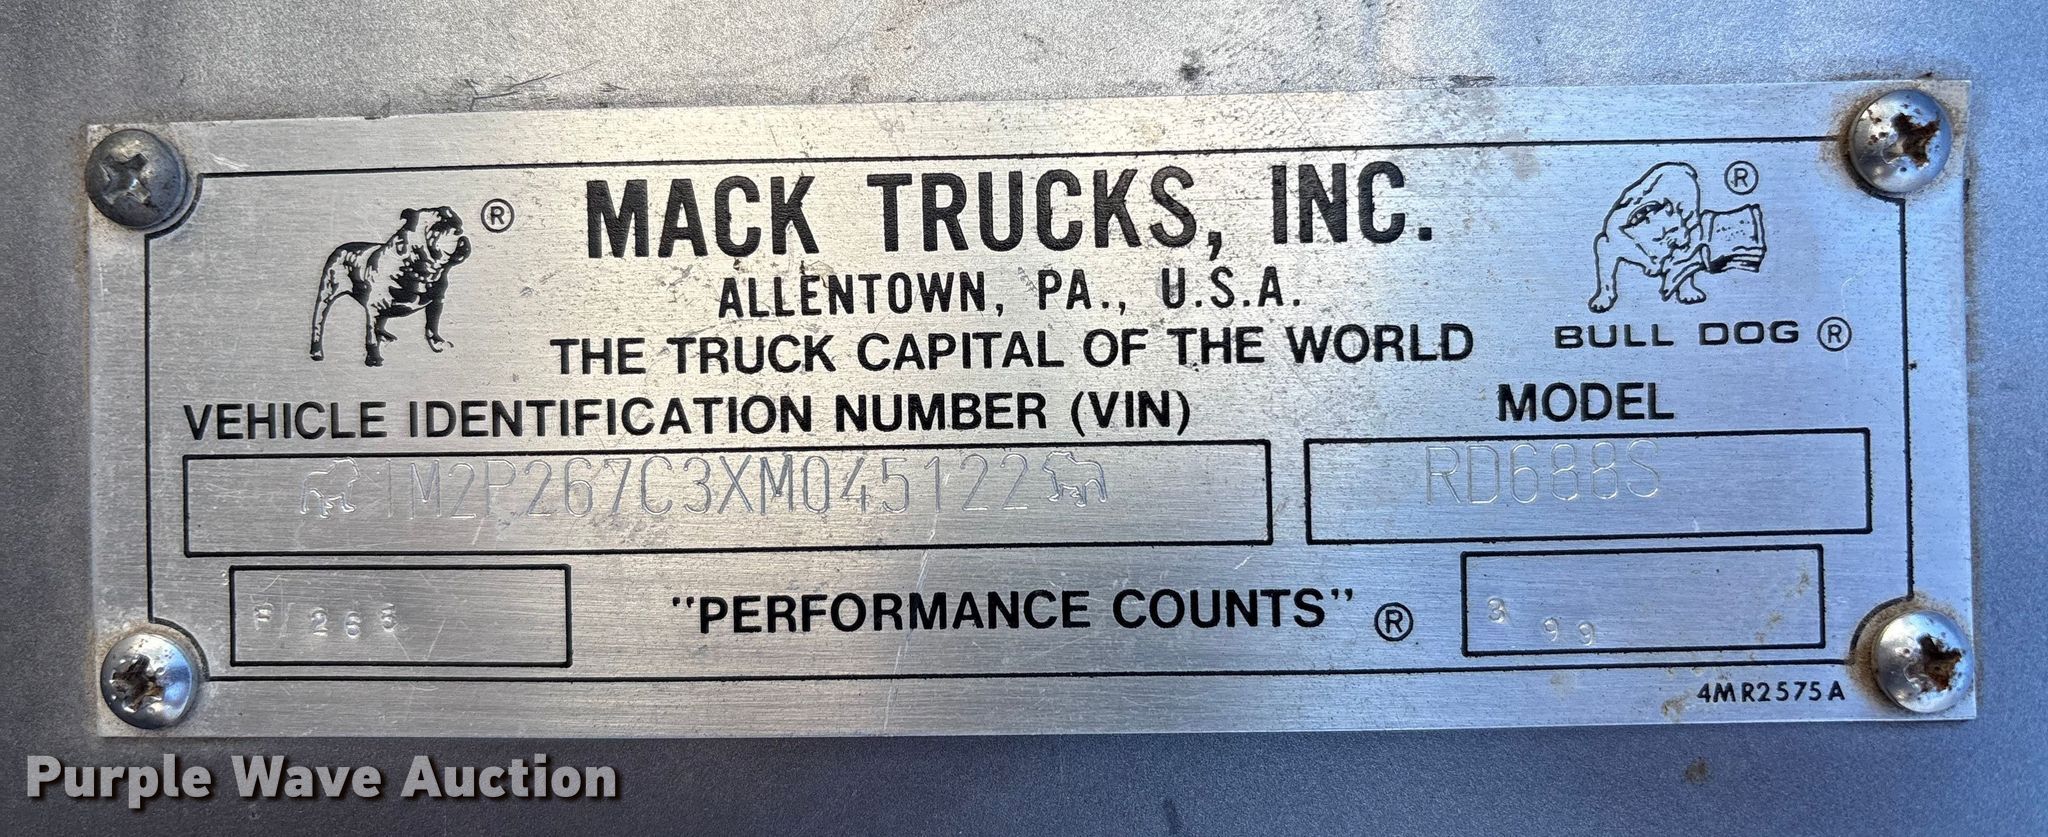 MACK TRUCKS, INC.
ALLENTOWN, PA., U.S.A.
THE TRUCK CAPITAL OF THE WORLD
BULL DOG ®
®
®
VEHICLE IDENTIFICATION NUMBER (VIN)
MODEL
1M2P267C3XM045122
RD688S
"PERFORMANCE COUNTS" ®
3 99
4MR2575A
Purple Wave Auction